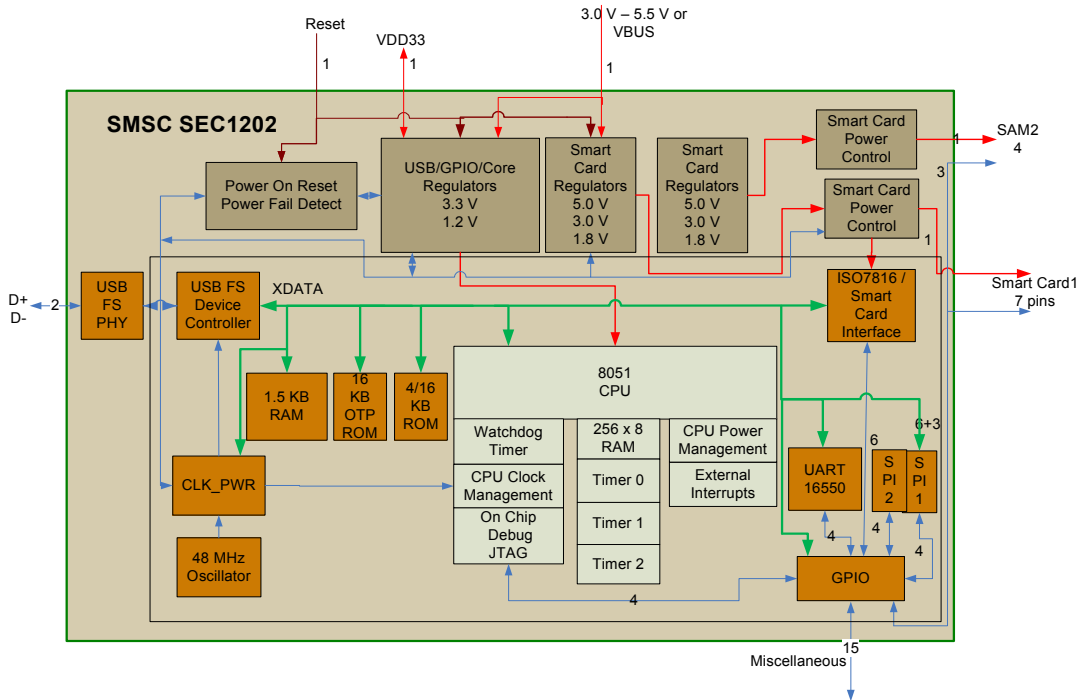 Reset
3.0 V – 5.5 V or
VBUS
VDD33
1
1
1
SMSC SEC1202
Smart Card
Power
Control
1
SAM2
4
3
USB/GPIO/Core
Regulators
3.3 V
1.2 V
Smart
Card
Regulators
5.0 V
3.0 V
1.8 V
Smart
Card
Regulators
5.0 V
3.0 V
1.8 V
Power On Reset
Power Fail Detect
Smart Card
Power
Control
1
D+
D-
2
USB
FS
PHY
USB FS
Device
Controller
XDATA
ISO7816 /
Smart
Card
Interface
Smart Card1
7 pins
1.5 KB
RAM
16
KB
OTP
ROM
4/16
KB
ROM
8051
CPU
Watchdog
Timer
256 x 8
RAM
CPU Power
Management
CPU Clock
Management
Timer 0
External
Interrupts
On Chip
Debug
JTAG
Timer 1
Timer 2
CLK_PWR
48 MHz
Oscillator
UART
16550
6
6+3
S
PI
2
S
PI
1
4
4
4
4
GPIO
15
Miscellaneous